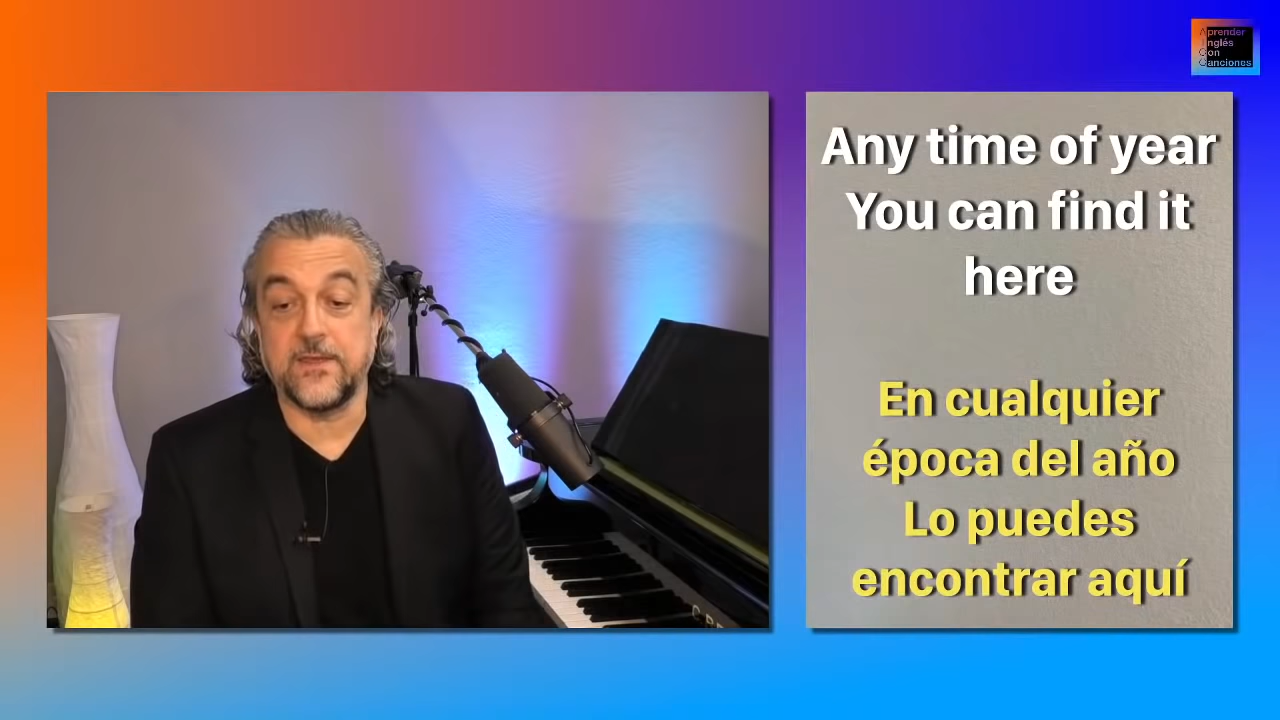 Aprender
Inglés
Con
Canciones
Any time of year
You can find it
here
En cualquier
época del año
Lo puedes
encontrar aquí